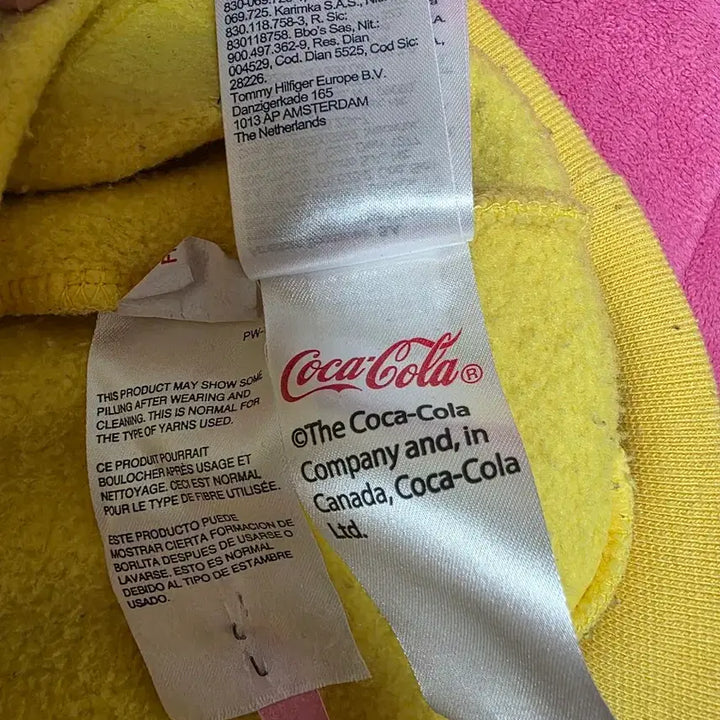 069.725. Karimka S.A.S.,
830.118.758-3, R. Sic:
830118758. Bbo's Sas, Nit.:
900.497.362-9, Res. Dian
004529, Cod. Dian 5525, Cod Sic:
28226.
Tommy Hilfiger Europe B.V.
Danzigerkade 165
1013 AP AMSTERDAM
The Netherlands
Coca-Cola®
©The Coca-Cola
Company and, in
Canada, Coca-Cola
Ltd.
PW-
THIS PRODUCT MAY SHOW SOME
PILLING AFTER WEARING AND
CLEANING. THIS IS NORMAL FOR
THE TYPE OF YARNS USED.
CE PRODUIT POURRAIT
BOULOCHER APRÈS USAGE ET
NETTOYAGE. CECI EST NORMAL
POUR LE TYPE DE FIBRE UTILISÉE.
ESTE PRODUCTO PUEDE
MOSTRAR CIERTA FORMACION DE
BORLITA DESPUES DE USARSE O
LAVARSE. ESTO ES NORMAL
DEBIDO AL TIPO DE ESTAMBRE
USADO.